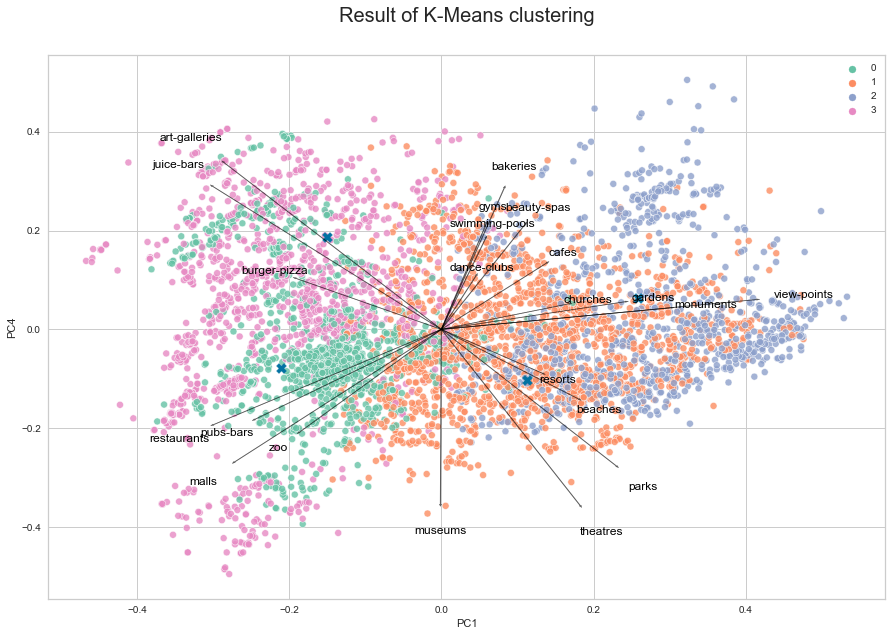 Result of K-Means clustering
0
1
2
3
art-galleries
juice-bars
bakeries
gyms
beauty-spas
swimming-pools
cafes
burger-pizza
dance-clubs
churches
gardens
view-points
monuments
resorts
beaches
pubs-bars
restaurants
zoo
malls
parks
museums
theatres
0.4
0.2
0.0
−0.2
−0.4
PC4
−0.4
−0.2
0.0
0.2
0.4
PC1